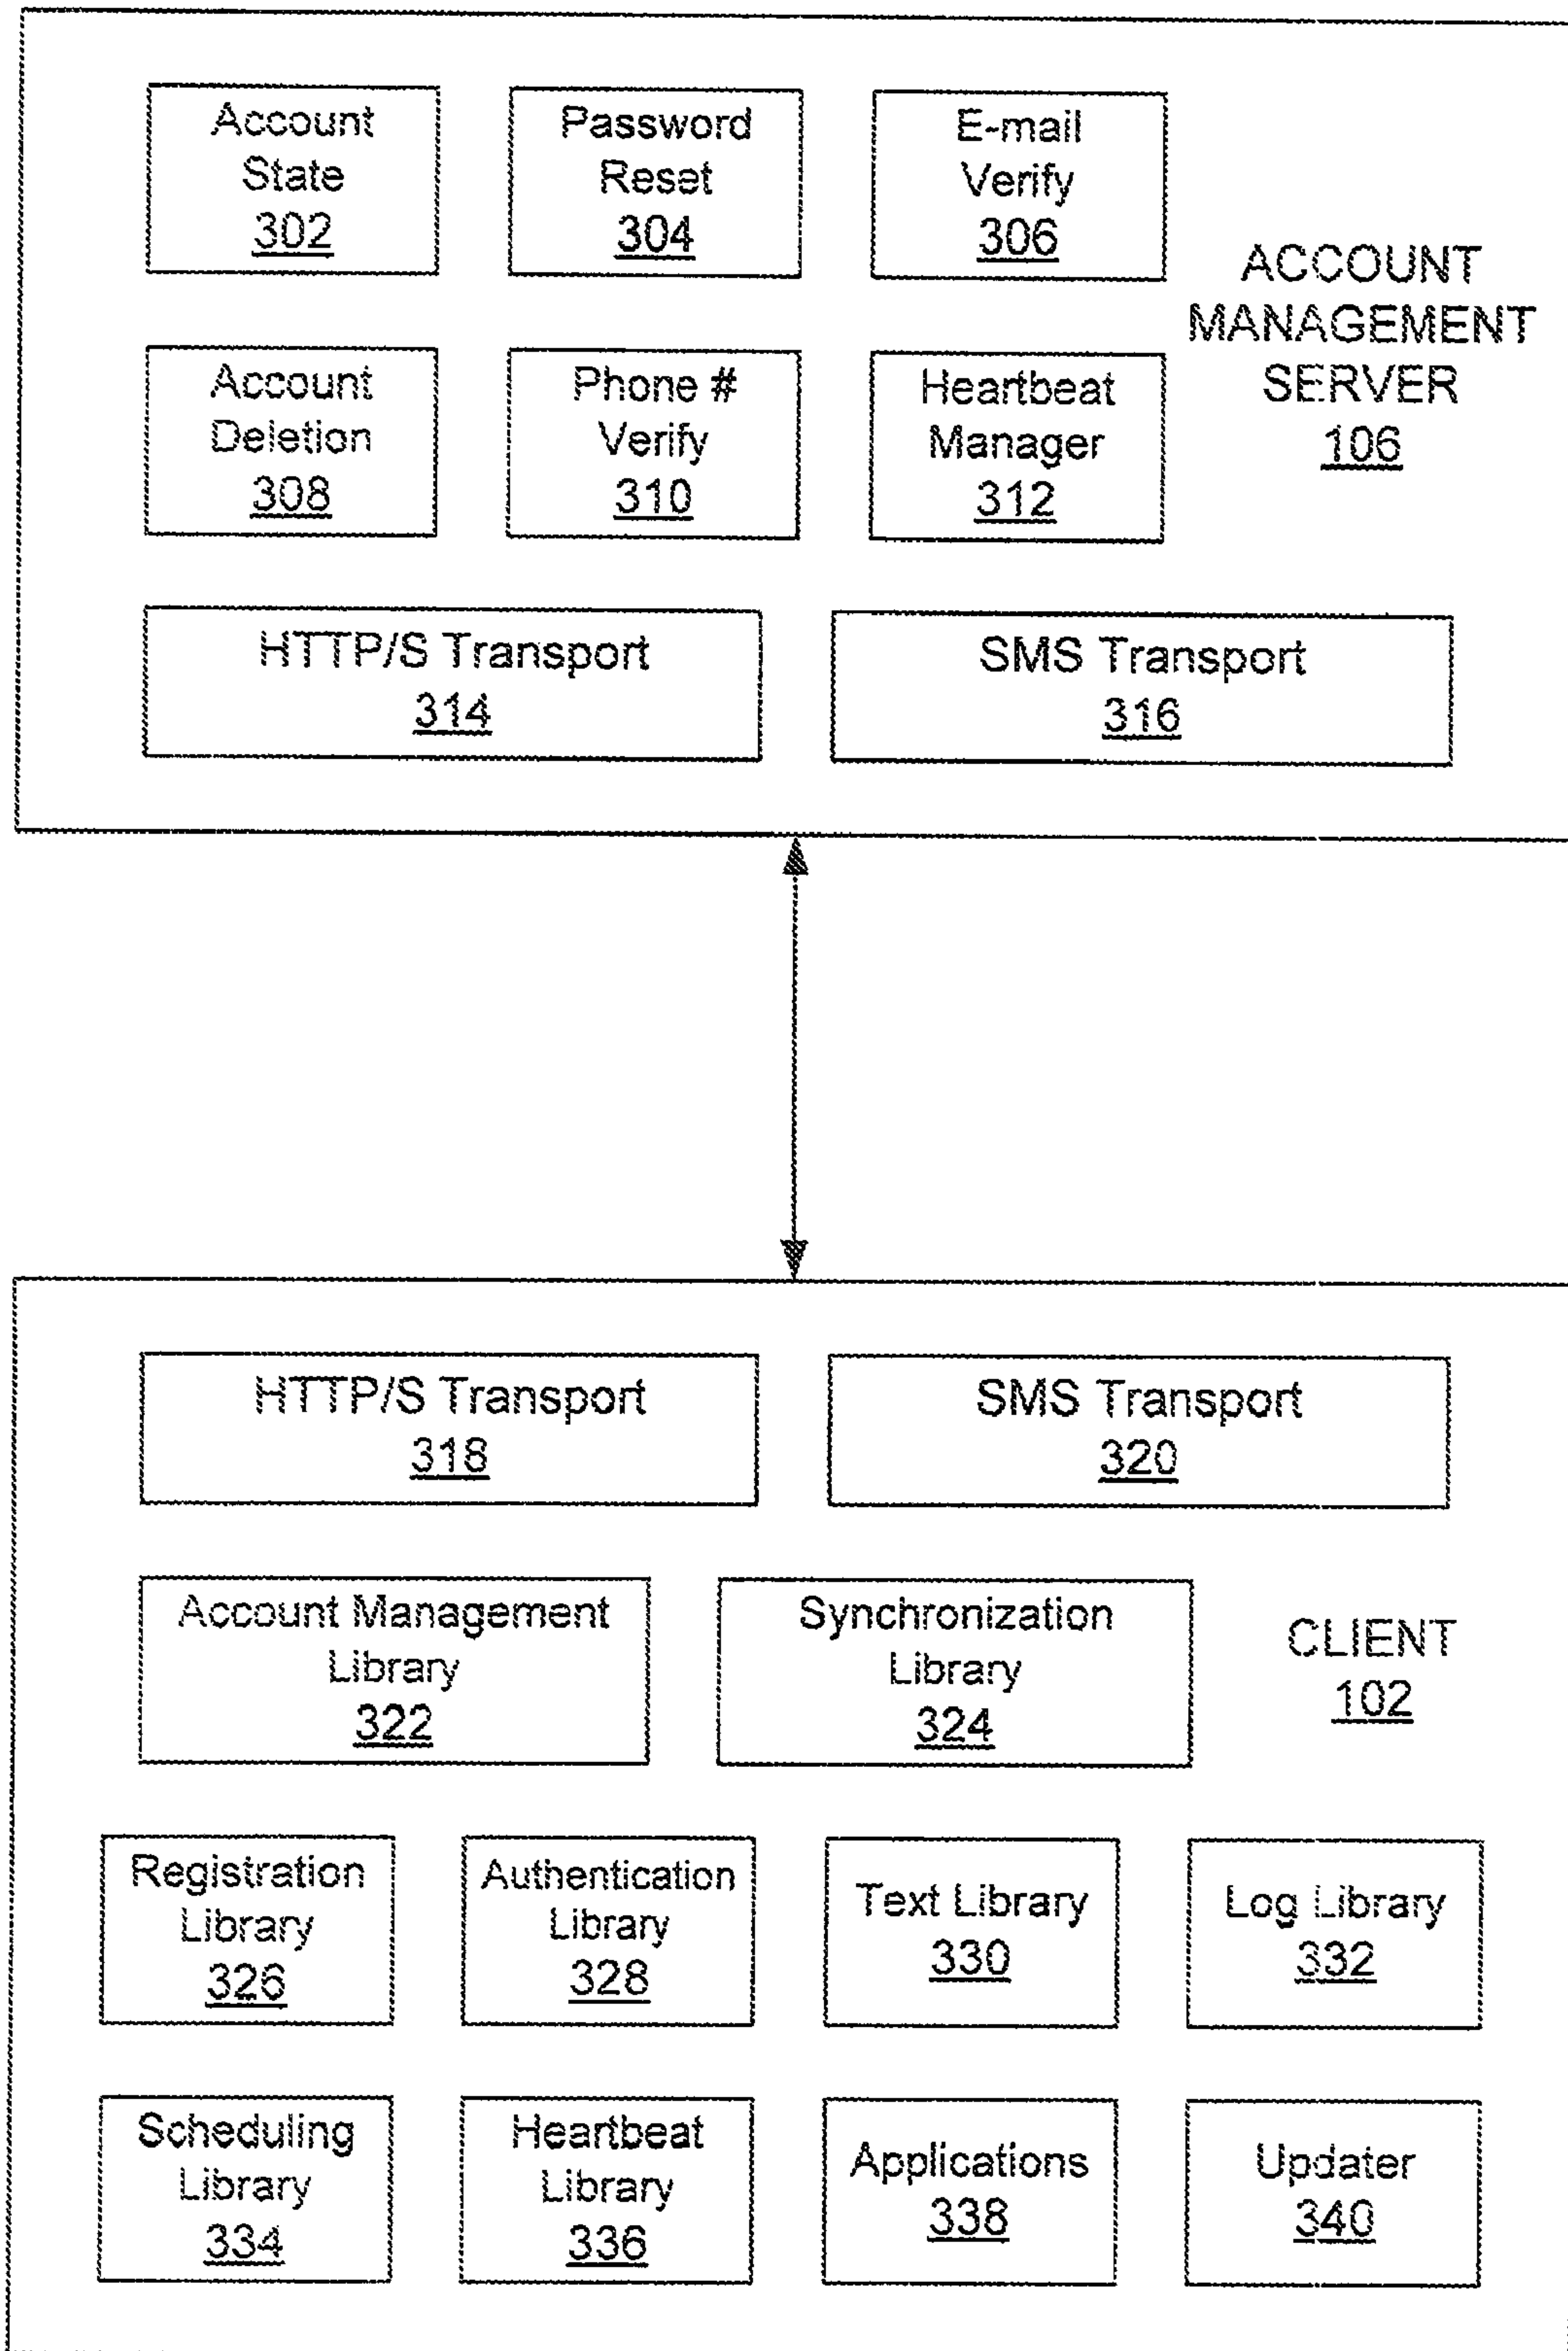 Account
State
302
Password
Reset
304
E-mail
Verify
306
ACCOUNT
MANAGEMENT
SERVER
106
Account
Deletion
308
Phone #
Verify
310
Heartbeat
Manager
312
HTTP/S Transport
314
SMS Transport
316
HTTP/S Transport
318
SMS Transport
320
Account Management
Library
322
Synchronization
Library
324
CLIENT
102
Registration
Library
326
Authentication
Library
328
Text Library
330
Log Library
332
Scheduling
Library
334
Heartbeat
Library
336
Applications
338
Updater
340